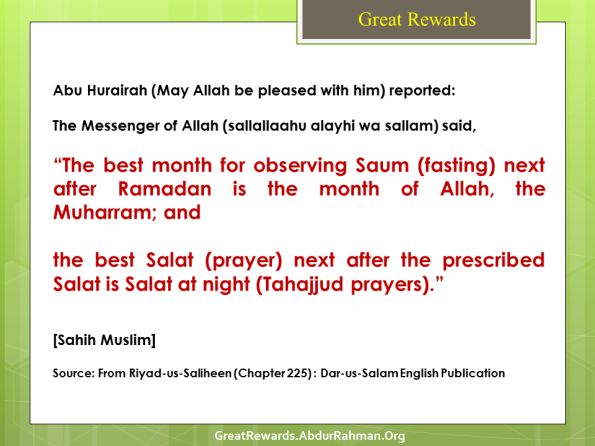 Great Rewards
Abu Hurairah (May Allah be pleased with him) reported:
The Messenger of Allah (sallallaahu alayhi wa sallam) said,
“The best month for observing Saum (fasting) next
after Ramadan is the month of Allah, the
Muharram; and
the best Salat (prayer) next after the prescribed
Salat is Salat at night (Tahajjud prayers).”
[Sahih Muslim]
Source: From Riyad-us-Saliheen (Chapter 225) : Dar-us-Salam English Publication
GreatRewards.AbdurRahman.Org